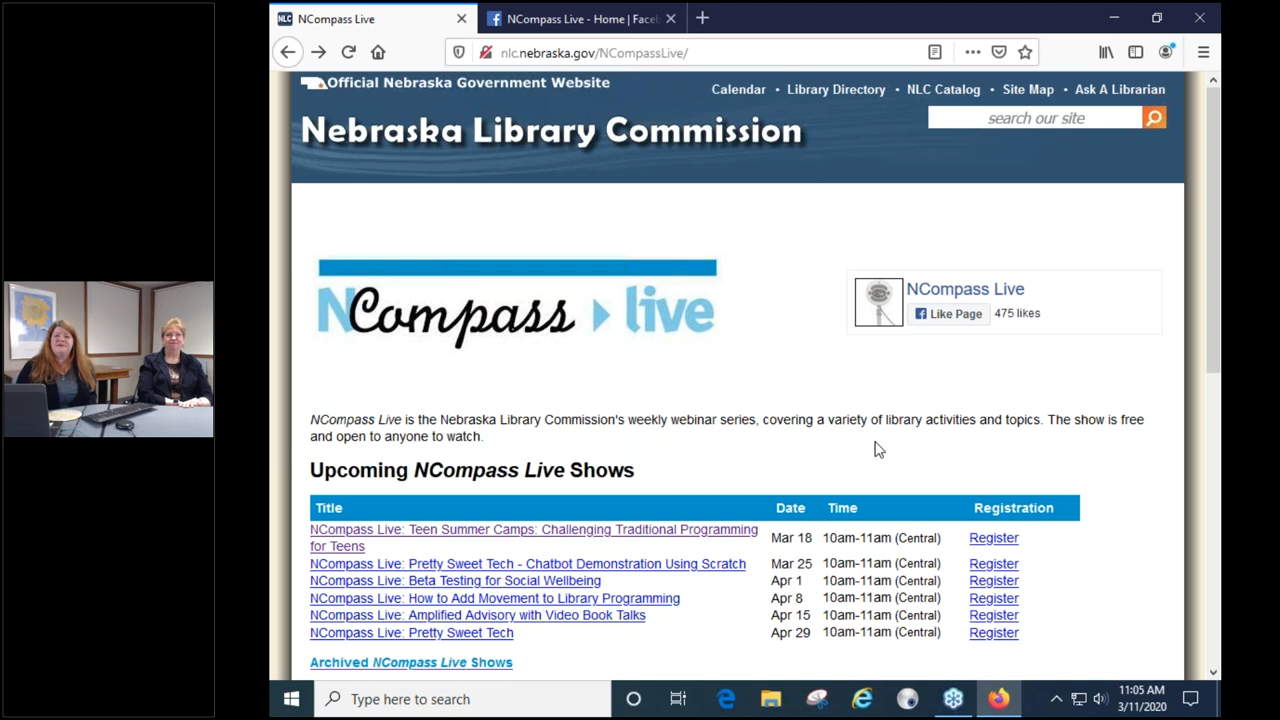 NLC NCompass Live
NCompass Live - Home | Faceb
nlc.nebraska.gov/NCompassLive/
Official Nebraska Government Website
Calendar • Library Directory • NLC Catalog • Site Map • Ask A Librarian
Nebraska Library Commission
search our site
NCompass live
NCompass Live
Like Page 475 likes
NCompass Live is the Nebraska Library Commission's weekly webinar series, covering a variety of library activities and topics. The show is free
and open to anyone to watch.
Upcoming NCompass Live Shows
Title Date Time Registration
NCompass Live: Teen Summer Camps: Challenging Traditional Programming
for Teens Mar 18 10am-11am (Central) Register
NCompass Live: Pretty Sweet Tech - Chatbot Demonstration Using Scratch Mar 25 10am-11am (Central) Register
NCompass Live: Beta Testing for Social Wellbeing Apr 1 10am-11am (Central) Register
NCompass Live: How to Add Movement to Library Programming Apr 8 10am-11am (Central) Register
NCompass Live: Amplified Advisory with Video Book Talks Apr 15 10am-11am (Central) Register
NCompass Live: Pretty Sweet Tech Apr 29 10am-11am (Central) Register
Archived NCompass Live Shows
Type here to search
11:05 AM
3/11/2020